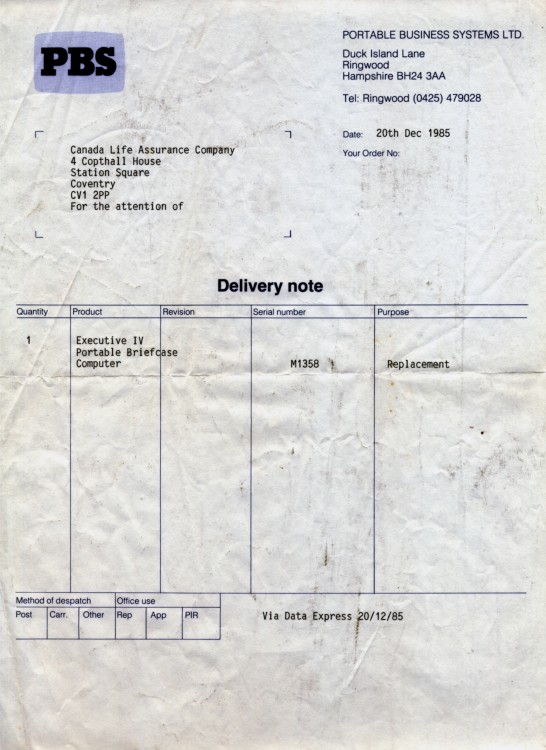 PBS
PORTABLE BUSINESS SYSTEMS LTD.
Duck Island Lane
Ringwood
Hampshire BH24 3AA
Tel: Ringwood (0425) 479028
Date: 20th Dec 1985
Your Order No:
Canada Life Assurance Company
4 Copthall House
Station Square
Coventry
CV1 2PP
For the attention of
Delivery note
Quantity Product Revision Serial number Purpose
1 Executive IV
Portable Briefcase
Computer M1358 Replacement
Method of despatch Office use
Post Carr. Other Rep App PIR
Via Data Express 20/12/85